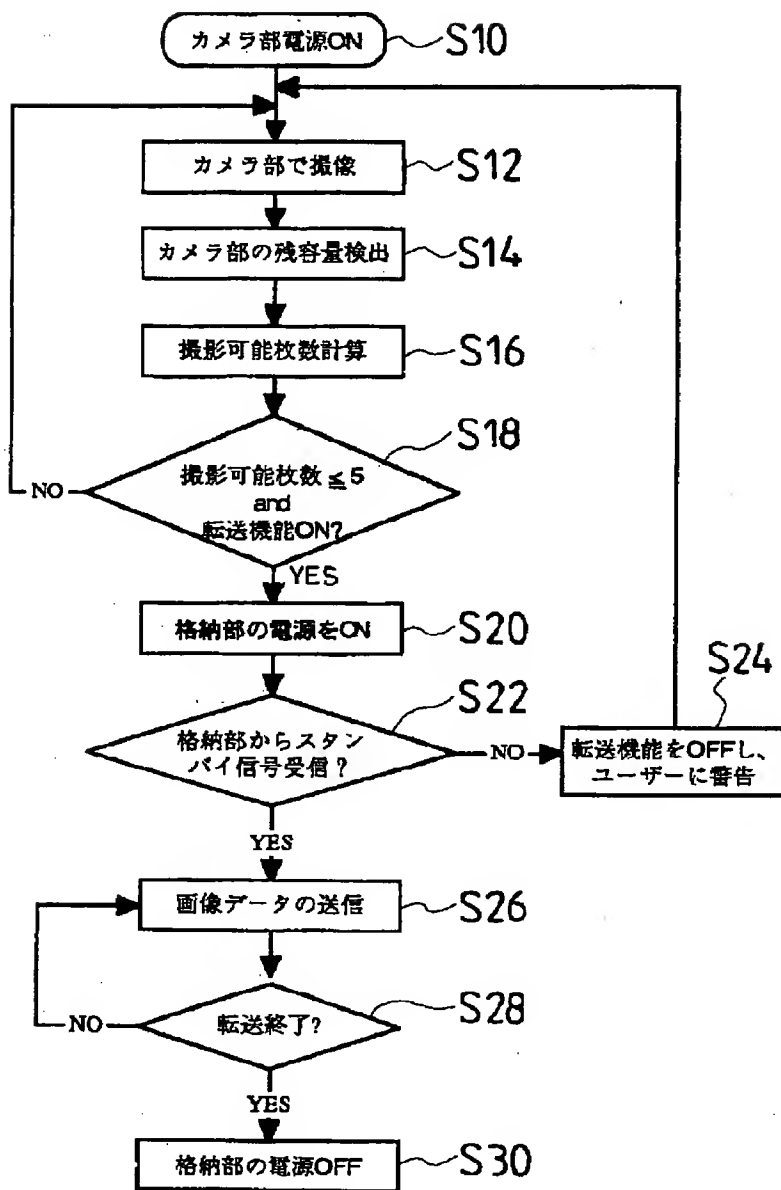 カメラ部電源ON
S10
カメラ部で撮像
S12
カメラ部の残容量検出
S14
撮影可能枚数計算
S16
S18
撮影可能枚数≦5
and
転送機能ON?
NO
YES
格納部の電源をON
S20
S22
格納部からスタン
バイ信号受信?
NO
S24
転送機能をOFFし、
ユーザーに警告
YES
画像データの送信
S26
転送終了?
S28
NO
YES
格納部の電源OFF
S30